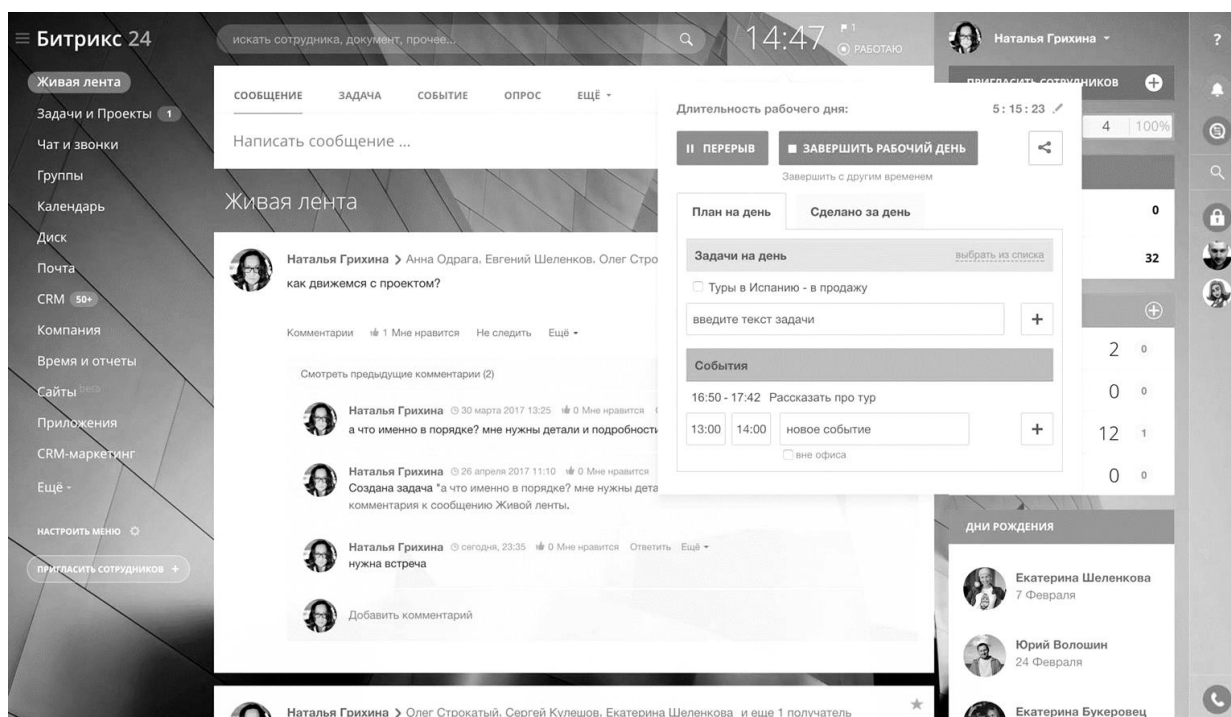 Битрикс 24
искать сотрудника, документ, прочее...
14:47
1
РАБОТАЮ
Наталья Грихина
?
Живая лента
Задачи и Проекты 1
Чат и звонки
Группы
Календарь
Диск
Почта
CRM 50+
Компания
Время и отчеты
Сайты beta
Приложения
CRM-маркетинг
Ещё
НАСТРОИТЬ МЕНЮ
ПРИГЛАСИТЬ СОТРУДНИКОВ +
СООБЩЕНИЕ ЗАДАЧА СОБЫТИЕ ОПРОС ЕЩЁ
Написать сообщение ...
Живая лента
Наталья Грихина > Анна Одрага, Евгений Шеленков, Олег Стро
как движемся с проектом?
Комментарии 1 Мне нравится Не следить Ещё
Смотреть предыдущие комментарии (2)
Наталья Грихина 30 марта 2017 13:25 0 Мне нравится
а что именно в порядке? мне нужны детали и подробности
Наталья Грихина 26 апреля 2017 11:10 0 Мне нравится
Создана задача "а что именно в порядке? мне нужны дета
комментария к сообщению Живой ленты.
Наталья Грихина сегодня, 23:35 0 Мне нравится Ответить Ещё
нужна встреча
Добавить комментарий
Наталья Грихина > Олег Строкатый, Сергей Кулешов, Екатерина Шеленкова и еще 1 получатель
Длительность рабочего дня: 5:15:23
ПЕРЕРЫВ ЗАВЕРШИТЬ РАБОЧИЙ ДЕНЬ
Завершить с другим временем
План на день Сделано за день
Задачи на день выбрать из списка
Туры в Испанию - в продажу
введите текст задачи +
События
16:50 - 17:42 Рассказать про тур
13:00 14:00 новое событие +
вне офиса
ПРИГЛАСИТЬ СОТРУДНИКОВ
4 100%
0
32
2 0
0 0
12 1
0 0
ДНИ РОЖДЕНИЯ
Екатерина Шеленкова
7 Февраля
Юрий Волошин
24 Февраля
Екатерина Букеровец